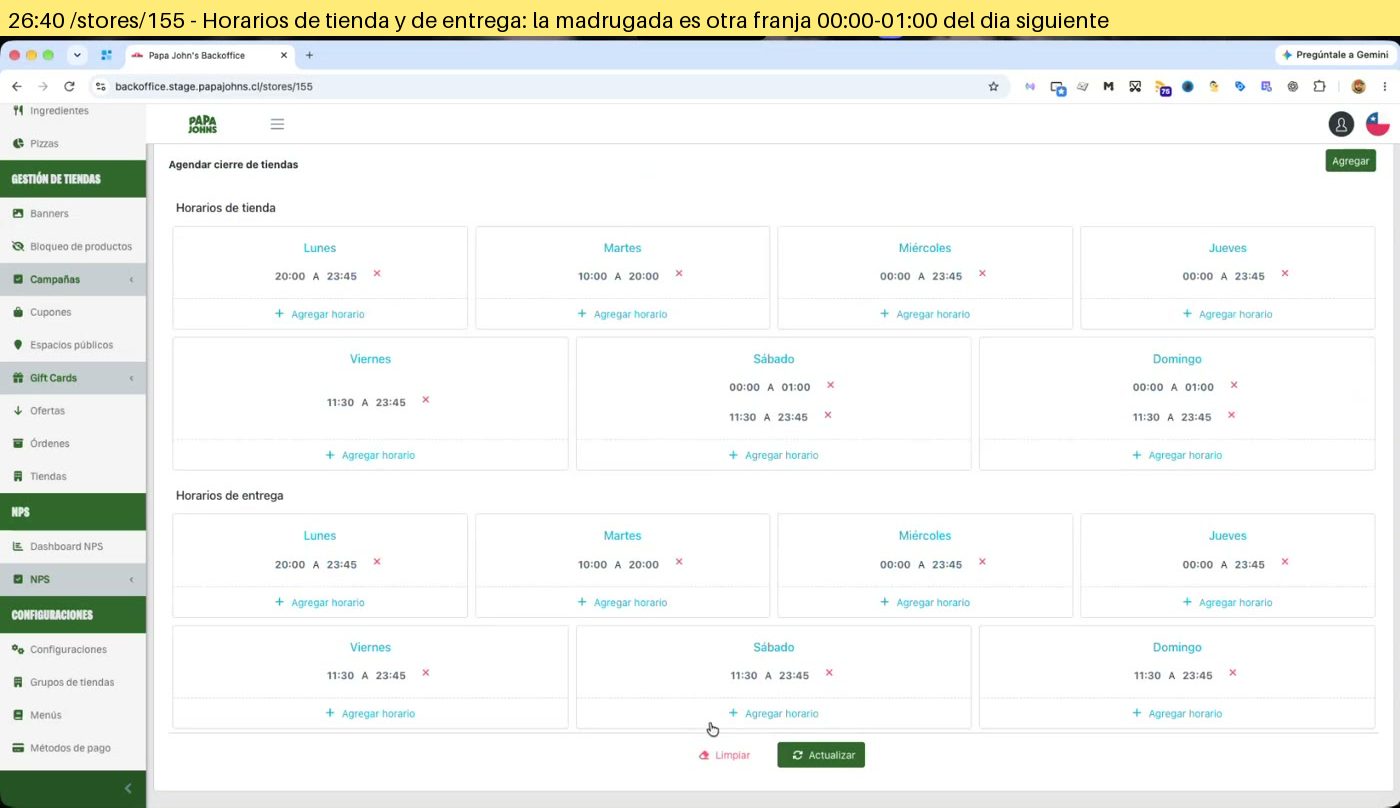 26:40 /stores/155 - Horarios de tienda y de entrega: la madrugada es otra franja 00:00-01:00 del dia siguiente
Papa John's Backoffice
Pregúntale a Gemini
backoffice.stage.papajohns.cl/stores/155
75
Ingredientes
Pizzas
GESTIÓN DE TIENDAS
Banners
Bloqueo de productos
Campañas
Cupones
Espacios públicos
Gift Cards
Ofertas
Órdenes
Tiendas
NPS
Dashboard NPS
NPS
CONFIGURACIONES
Configuraciones
Grupos de tiendas
Menús
Métodos de pago
PAPA
JOHNS
Agendar cierre de tiendas
Agregar
Horarios de tienda
Lunes
20:00 A 23:45
+ Agregar horario
Martes
10:00 A 20:00
+ Agregar horario
Miércoles
00:00 A 23:45
+ Agregar horario
Jueves
00:00 A 23:45
+ Agregar horario
Viernes
11:30 A 23:45
+ Agregar horario
Sábado
00:00 A 01:00
11:30 A 23:45
+ Agregar horario
Domingo
00:00 A 01:00
11:30 A 23:45
+ Agregar horario
Horarios de entrega
Lunes
20:00 A 23:45
+ Agregar horario
Martes
10:00 A 20:00
+ Agregar horario
Miércoles
00:00 A 23:45
+ Agregar horario
Jueves
00:00 A 23:45
+ Agregar horario
Viernes
11:30 A 23:45
+ Agregar horario
Sábado
11:30 A 23:45
+ Agregar horario
Domingo
11:30 A 23:45
+ Agregar horario
Limpiar
Actualizar